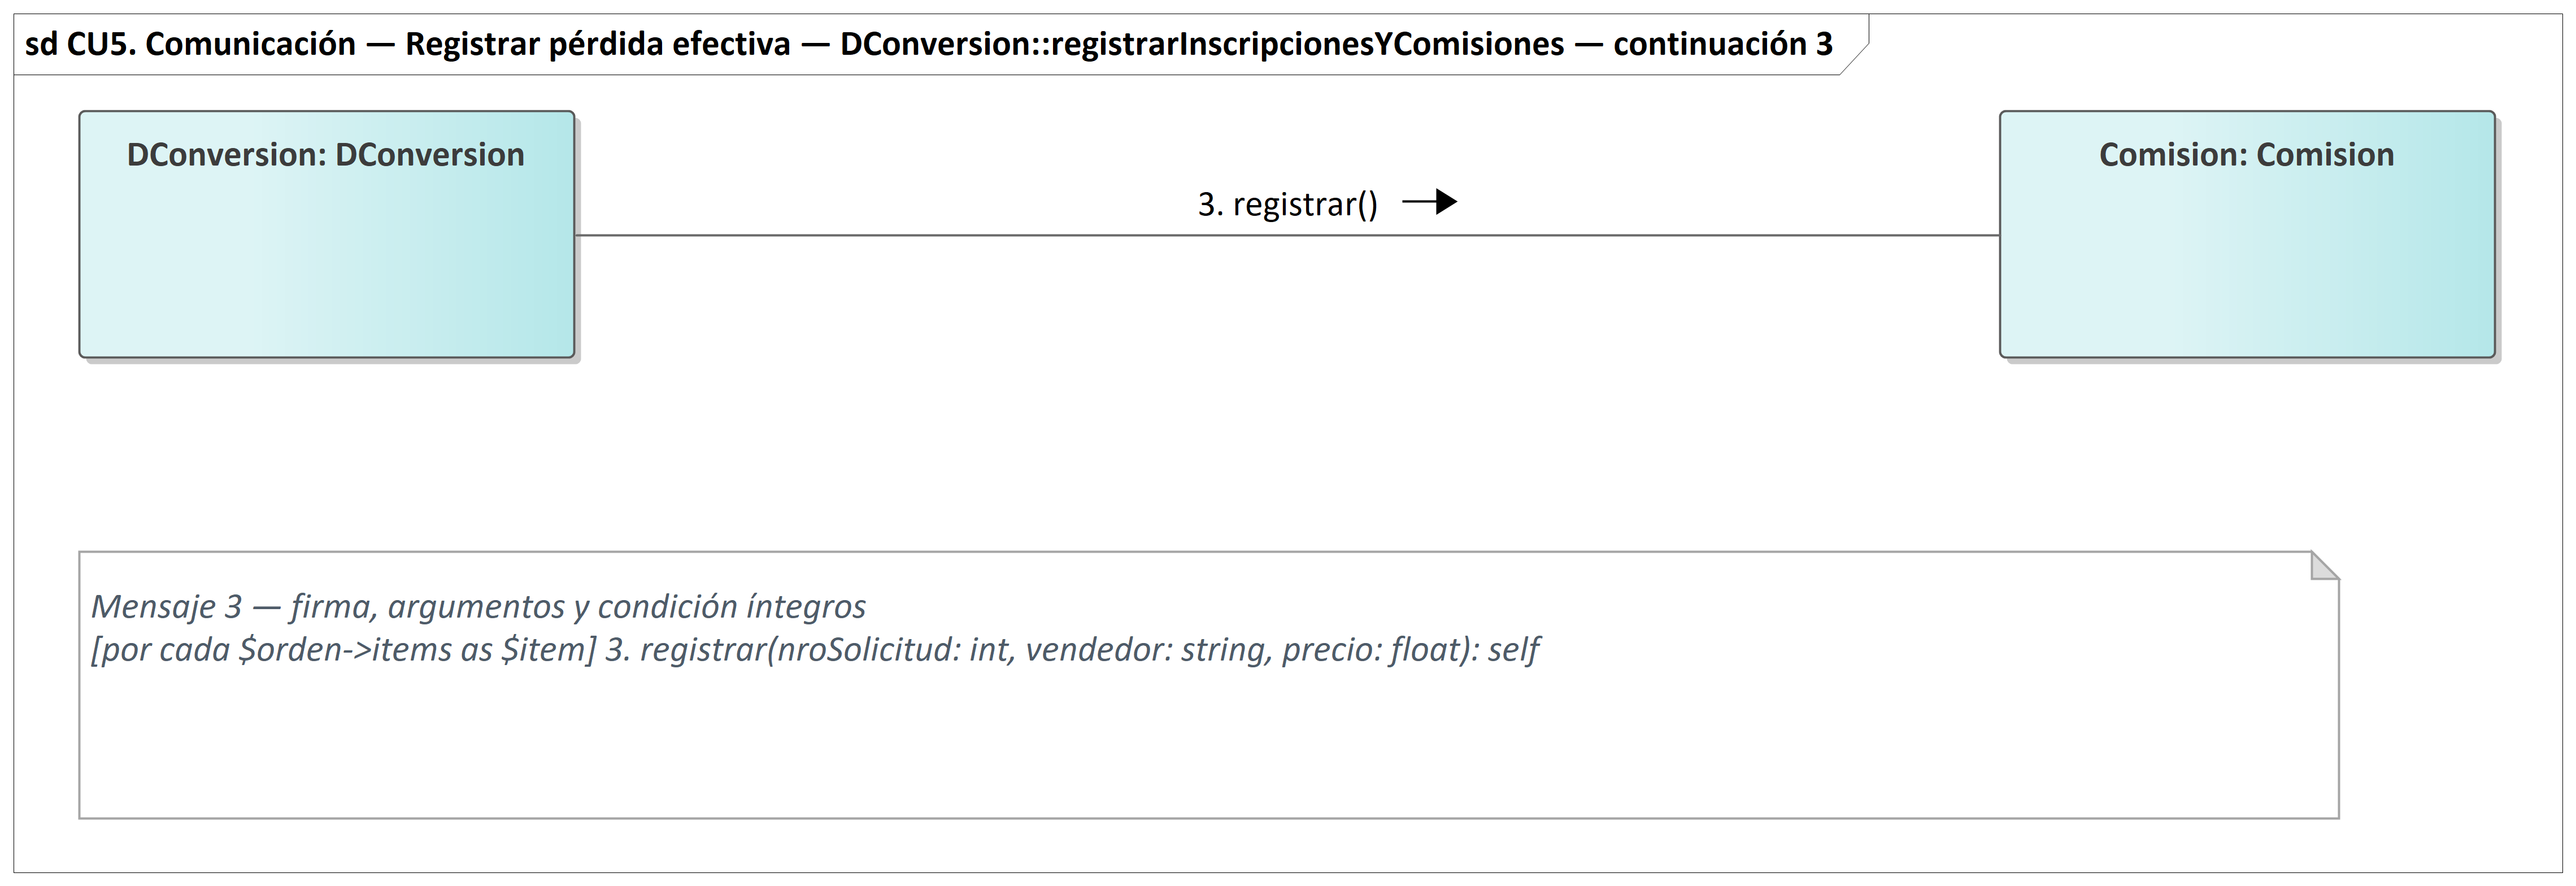 sd CU5. Comunicación — Registrar pérdida efectiva — DConversion::registrarInscripcionesYComisiones — continuación 3
DConversion: DConversion
Comision: Comision
3. registrar()
Mensaje 3 — firma, argumentos y condición íntegros
[por cada $orden->items as $item] 3. registrar(nroSolicitud: int, vendedor: string, precio: float): self